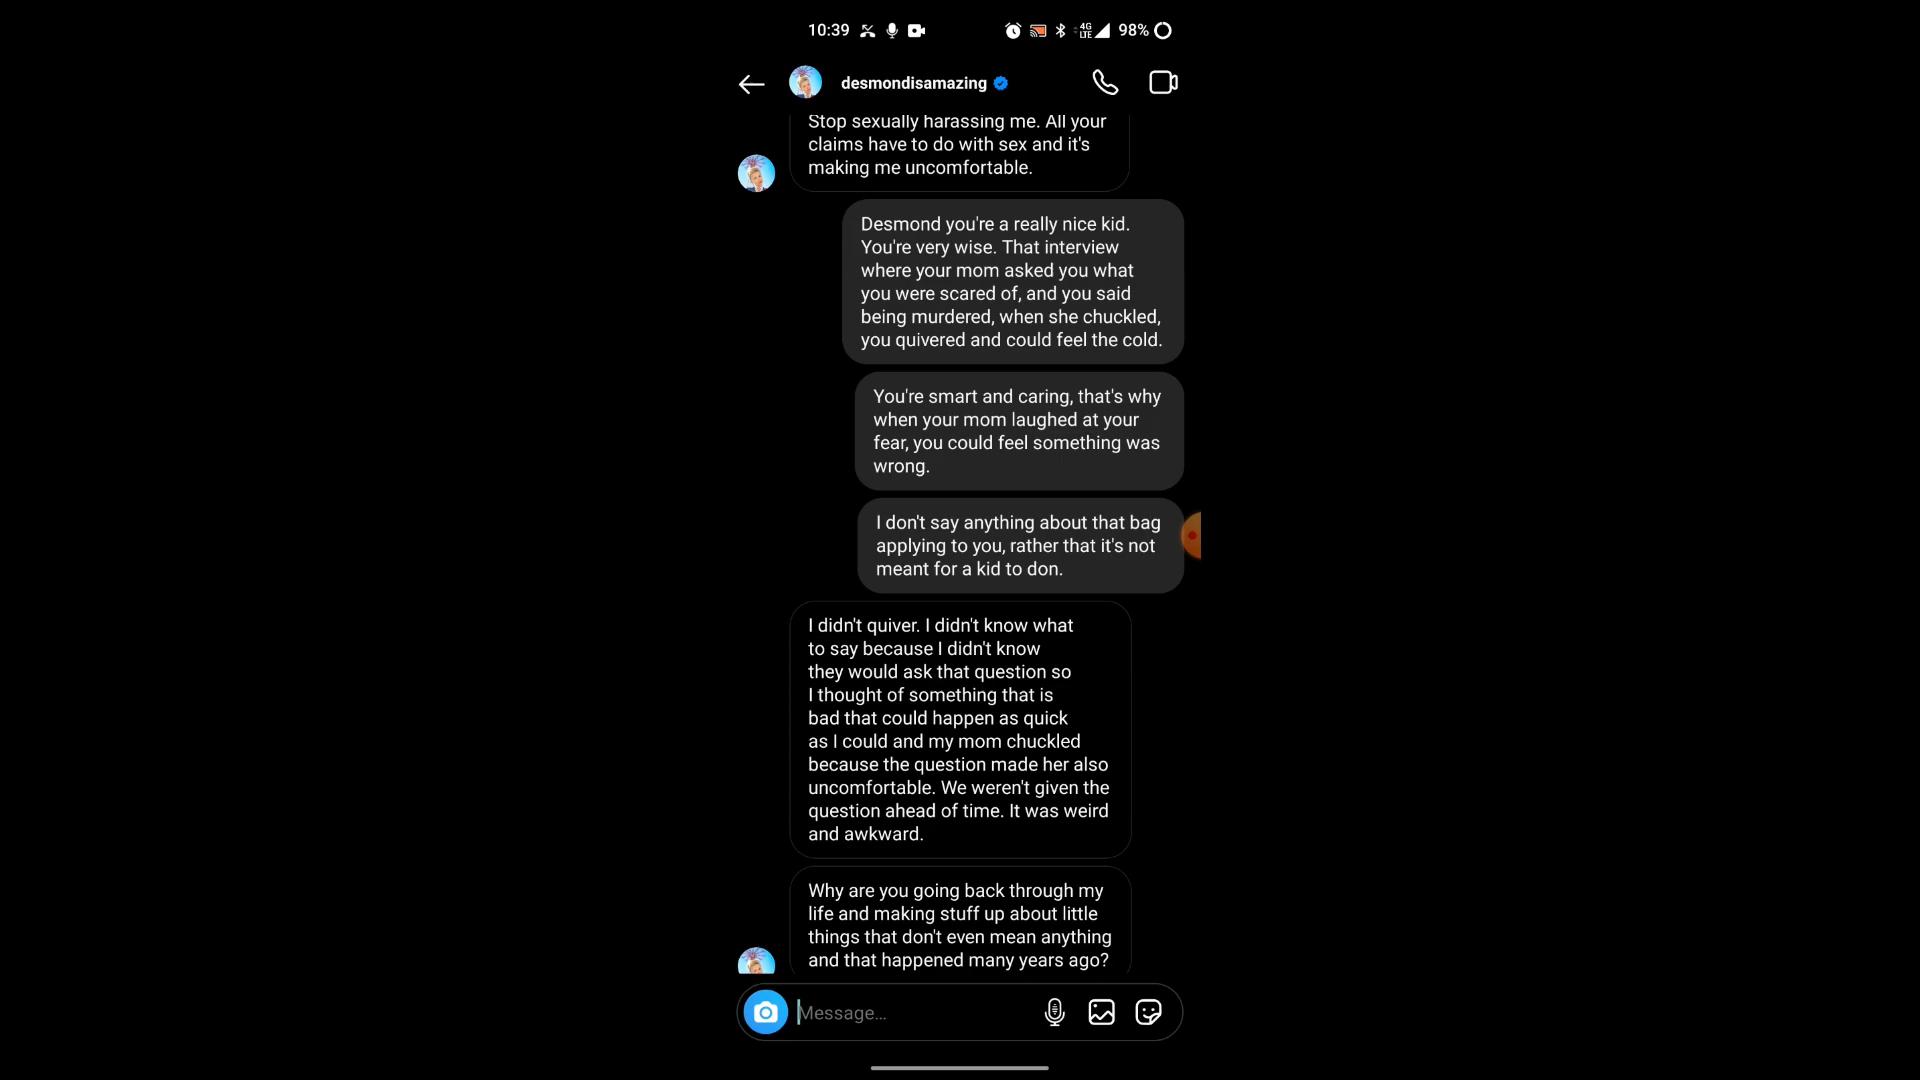 10:39
4G
LTE
98%
desmondisamazing
Stop sexually harassing me. All your
claims have to do with sex and it's
making me uncomfortable.
Desmond you're a really nice kid.
You're very wise. That interview
where your mom asked you what
you were scared of, and you said
being murdered, when she chuckled,
you quivered and could feel the cold.
You're smart and caring, that's why
when your mom laughed at your
fear, you could feel something was
wrong.
I don't say anything about that bag
applying to you, rather that it's not
meant for a kid to don.
I didn't quiver. I didn't know what
to say because I didn't know
they would ask that question so
I thought of something that is
bad that could happen as quick
as I could and my mom chuckled
because the question made her also
uncomfortable. We weren't given the
question ahead of time. It was weird
and awkward.
Why are you going back through my
life and making stuff up about little
things that don't even mean anything
and that happened many years ago?
Message...